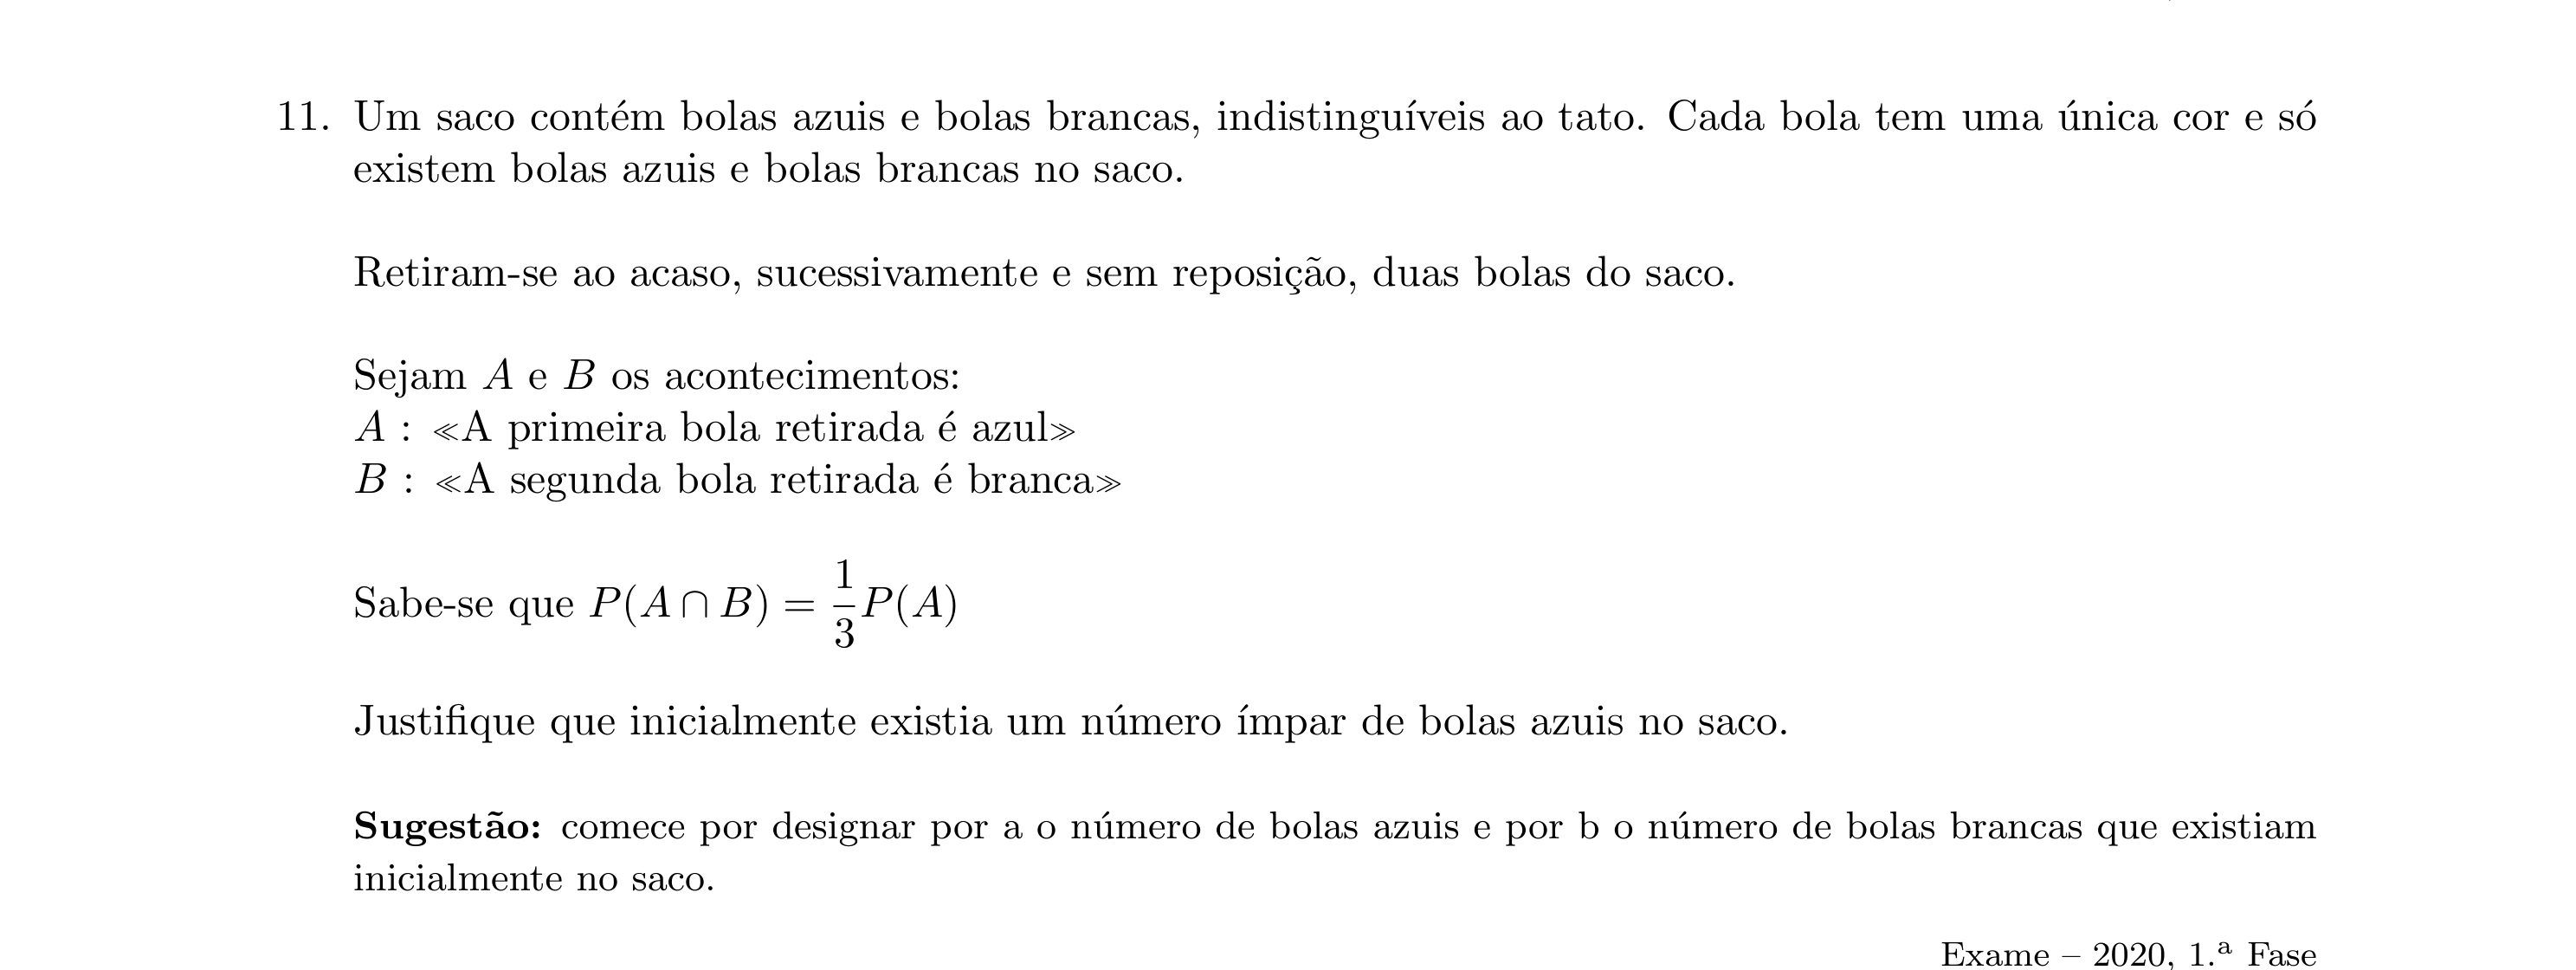 11. Um saco contém bolas azuis e bolas brancas, indistinguíveis ao tato. Cada bola tem uma única cor e só
existem bolas azuis e bolas brancas no saco.
Retiram-se ao acaso, sucessivamente e sem reposição, duas bolas do saco.
Sejam A e B os acontecimentos:
A : ≪A primeira bola retirada é azul≫
B : ≪A segunda bola retirada é branca≫
Sabe-se que P(A ∩ B) = 1/3 P(A)
Justifique que inicialmente existia um número ímpar de bolas azuis no saco.
Sugestão: comece por designar por a o número de bolas azuis e por b o número de bolas brancas que existiam
inicialmente no saco.
Exame – 2020, 1.ª Fase